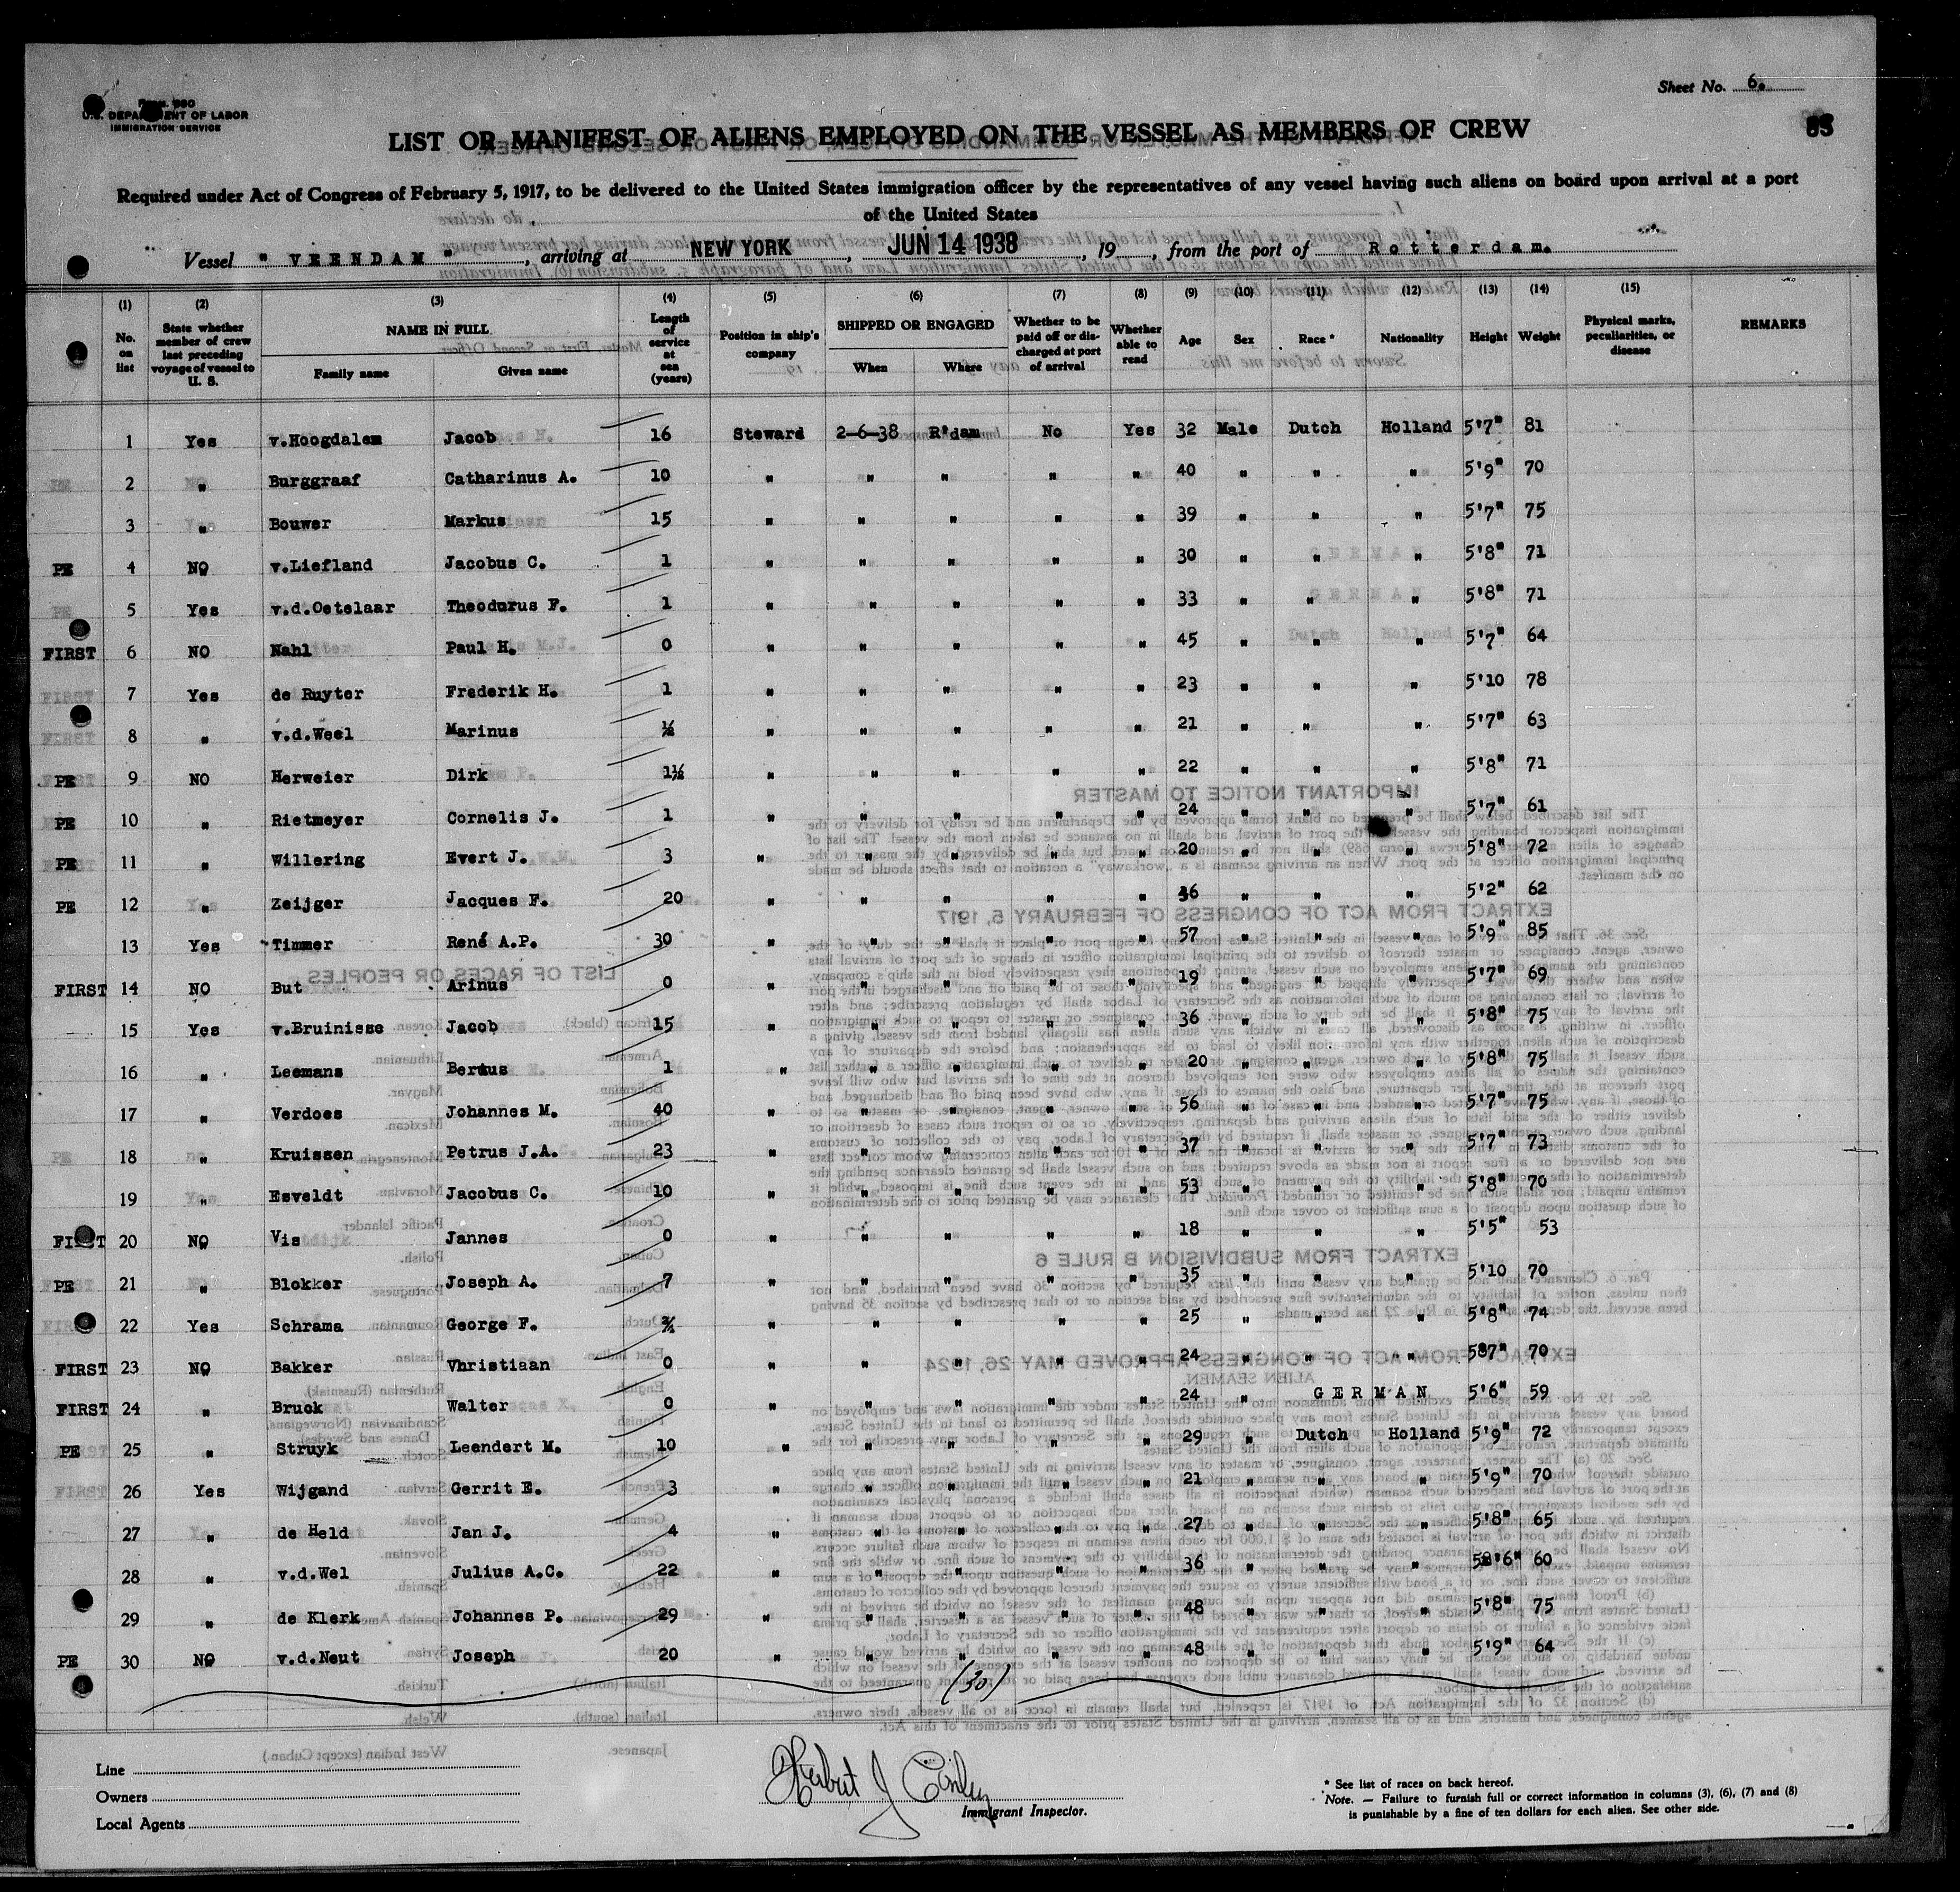 Form 680
U.S. DEPARTMENT OF LABOR
IMMIGRATION SERVICE
Sheet No. 6.
85
LIST OR MANIFEST OF ALIENS EMPLOYED ON THE VESSEL AS MEMBERS OF CREW
Required under Act of Congress of February 5, 1917, to be delivered to the United States immigration officer by the representatives of any vessel having such aliens on board upon arrival at a port
of the United States
Vessel " VEENDAM ", arriving at NEW YORK, JUN 14 1938, 19, from the port of Rotterdam.
(1) No. on list (2) State whether member of crew last preceding voyage of vessel to U. S. (3) NAME IN FULL Family name Given name (4) Length of service at sea (years) (5) Position in ship's company (6) SHIPPED OR ENGAGED When Where (7) Whether to be paid off or discharged at port of arrival (8) Whether able to read (9) Age (10) Sex (11) Race * (12) Nationality (13) Height (14) Weight (15) Physical marks, peculiarities, or disease REMARKS
1 Yes v.Hoogdalem Jacob 16 Steward 2-6-38 R'dam No Yes 32 Male Dutch Holland 5'7" 81
2 " Burggraaf Catharinus A. 10 " " " " " 40 " " " 5'9" 70
3 " Bouwer Markus 15 " " " " " 39 " " " 5'7" 75
PE 4 NO v.Liefland Jacobus C. 1 " " " " " 30 " " " 5'8" 71
5 Yes v.d.Oetelaar Theodurus F. 1 " " " " " 33 " " " 5'8" 71
FIRST 6 NO Nahl Paul H. 0 " " " " " 45 " " " 5'7" 64
7 Yes de Ruyter Frederik H. 1 " " " " " 23 " " " 5'10 78
8 " v.d.Weel Marinus ½ " " " " " 21 " " " 5'7" 63
PE 9 NO Herweier Dirk 1½ " " " " " 22 " " " 5'8" 71
PE 10 " Rietmeyer Cornelis J. 1 " " " " " 24 " " " 5'7" 61
PE 11 " Willering Evert J. 3 " " " " " 20 " " " 5'8" 72
PE 12 " Zeijger Jacques F. 20 " " " " " 36 " " " 5'2" 62
13 Yes Timmer René A.P. 30 " " " " " 57 " " " 5'9" 85
FIRST 14 NO But Arinus 0 " " " " " 19 " " " 5'7" 69
15 Yes v.Bruinisse Jacob 15 " " " " " 36 " " " 5'8" 75
16 " Leemans Bertus 1 " " " " " 20 " " " 5'8" 75
17 " Verdoes Johannes M. 40 " " " " " 56 " " " 5'7" 75
18 " Kruissen Petrus J.A. 23 " " " " " 37 " " " 5'7" 73
19 " Esveldt Jacobus C. 10 " " " " " 53 " " " 5'8" 70
FIRST 20 NO Vis Jannes 0 " " " " " 18 " " " 5'5" 53
PE 21 " Blokker Joseph A. 7 " " " " " 35 " " " 5'10 70
22 Yes Schrama George F. " " " " " 25 " " " 5'8" 74
FIRST 23 NO Bakker Vhristiaan 0 " " " " " 24 " " " 5'7" 70
FIRST 24 " Bruck Walter 0 " " " " " 24 " GERMAN 5'6" 59
PE 25 " Struyk Leendert M. 10 " " " " " 29 " Dutch Holland 5'9" 72
26 Yes Wijgand Gerrit E. 3 " " " " " 21 " " " 5'9" 70
27 " de Held Jan J. 4 " " " " " 27 " " " 5'8" 65
28 " v.d.Wel Julius A.C. 22 " " " " " 36 " " " 5'6" 60
29 " de Klerk Johannes P. 29 " " " " " 48 " " " 5'8" 75
PE 30 NO v.d.Neut Joseph 20 " " " " " 48 " " " 5'9" 64
(30)
Line
Owners
Local Agents
Herbert J
Immigrant Inspector.
* See list of races on back hereof.
Note. — Failure to furnish full or correct information in columns (3), (6), (7) and (8)
is punishable by a fine of ten dollars for each alien. See other side.